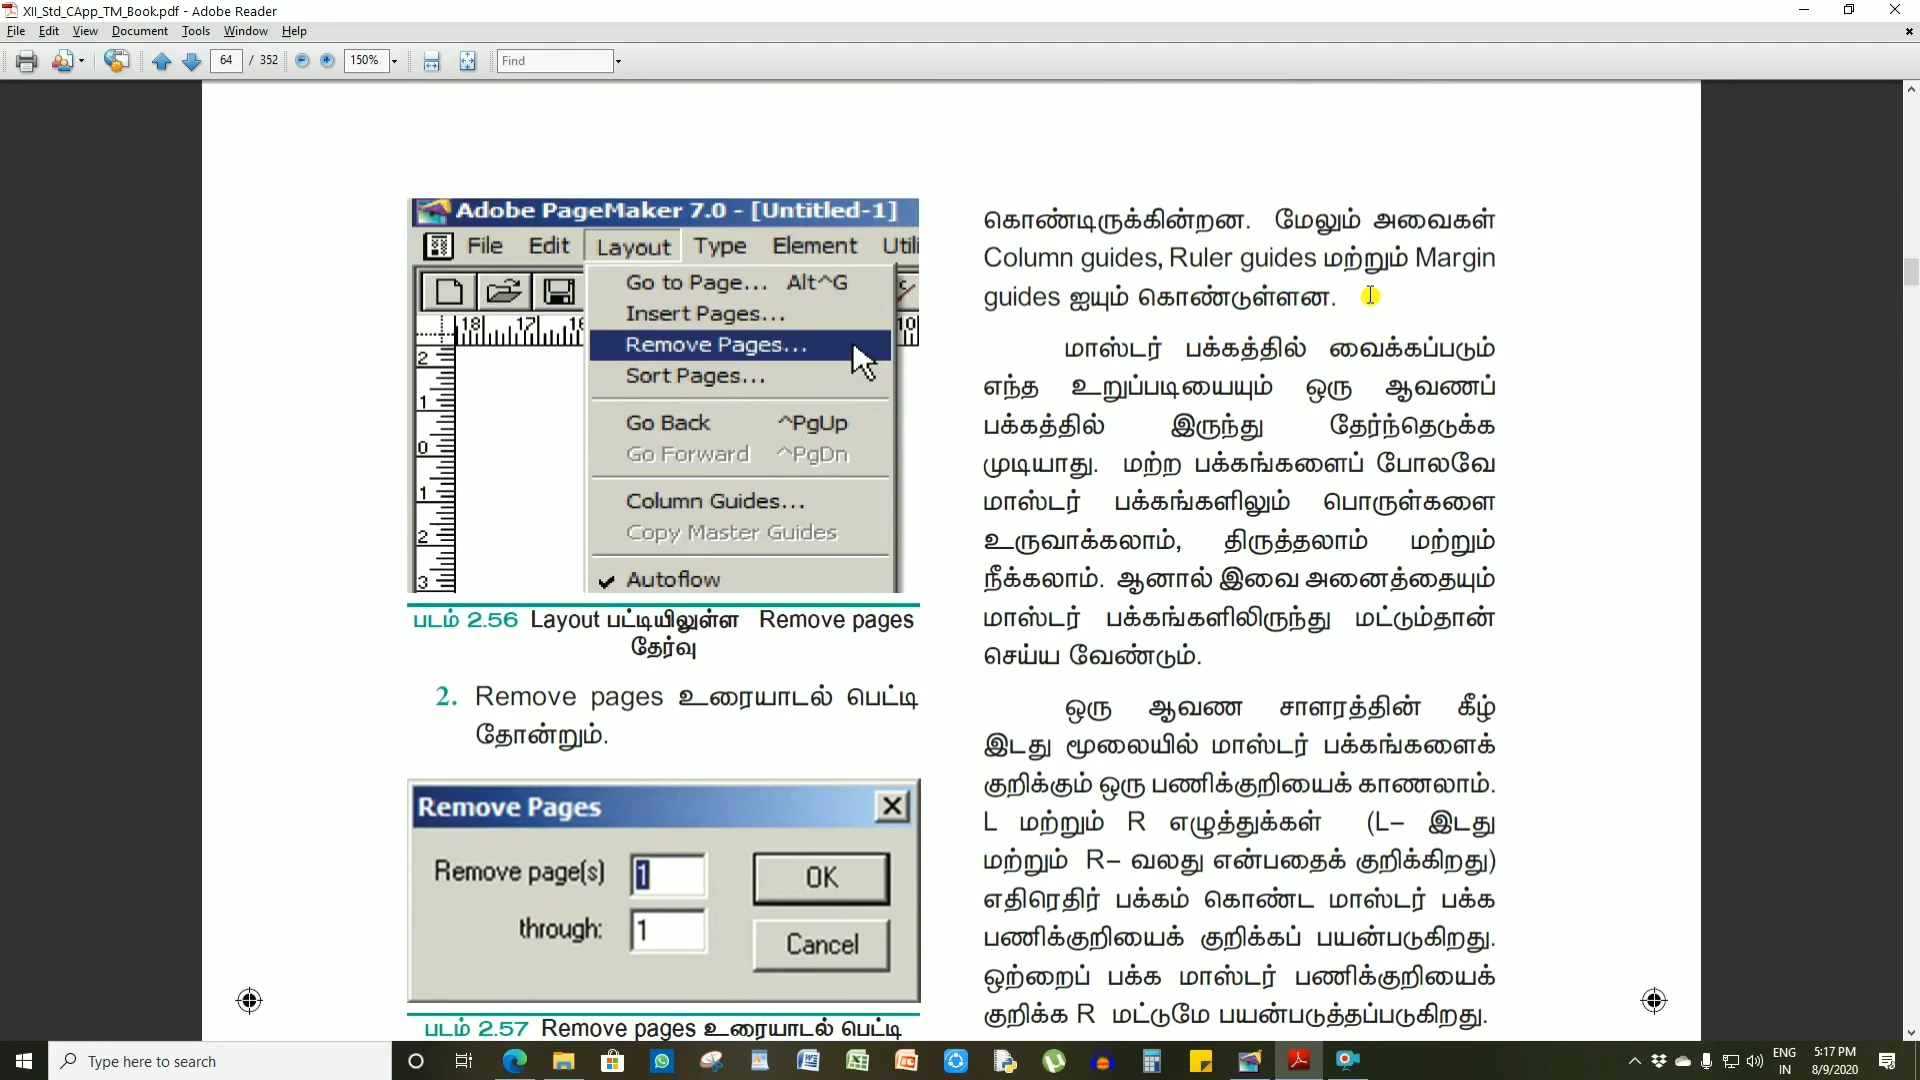 XII_Std_CApp_TM_Book.pdf - Adobe Reader
File Edit View Document Tools Window Help
64 / 352 150% Find
Adobe PageMaker 7.0 - [Untitled-1]
File Edit Layout Type Element Utili
Go to Page... Alt^G
Insert Pages...
Remove Pages...
Sort Pages...
Go Back ^PgUp
Go Forward ^PgDn
Column Guides...
Copy Master Guides
Autoflow
படம் 2.56 Layout பட்டியிலுள்ள Remove pages
தேர்வு
2. Remove pages உரையாடல் பெட்டி
தோன்றும்.
Remove Pages
Remove page(s) 1 OK
through: 1 Cancel
படம் 2.57 Remove pages உரையாடல் பெட்டி
கொண்டிருக்கின்றன. மேலும் அவைகள்
Column guides, Ruler guides மற்றும் Margin
guides ஐயும் கொண்டுள்ளன.
மாஸ்டர் பக்கத்தில் வைக்கப்படும்
எந்த உறுப்படியையும் ஒரு ஆவணப்
பக்கத்தில் இருந்து தேர்ந்தெடுக்க
முடியாது. மற்ற பக்கங்களைப் போலவே
மாஸ்டர் பக்கங்களிலும் பொருள்களை
உருவாக்கலாம், திருத்தலாம் மற்றும்
நீக்கலாம். ஆனால் இவை அனைத்தையும்
மாஸ்டர் பக்கங்களிலிருந்து மட்டும்தான்
செய்ய வேண்டும்.
ஒரு ஆவண சாளரத்தின் கீழ்
இடது மூலையில் மாஸ்டர் பக்கங்களைக்
குறிக்கும் ஒரு பணிக்குறியைக் காணலாம்.
L மற்றும் R எழுத்துக்கள் (L– இடது
மற்றும் R– வலது என்பதைக் குறிக்கிறது)
எதிரெதிர் பக்கம் கொண்ட மாஸ்டர் பக்க
பணிக்குறியைக் குறிக்கப் பயன்படுகிறது.
ஒற்றைப் பக்க மாஸ்டர் பணிக்குறியைக்
குறிக்க R மட்டுமே பயன்படுத்தப்படுகிறது.
Type here to search
ENG
IN
5:17 PM
8/9/2020